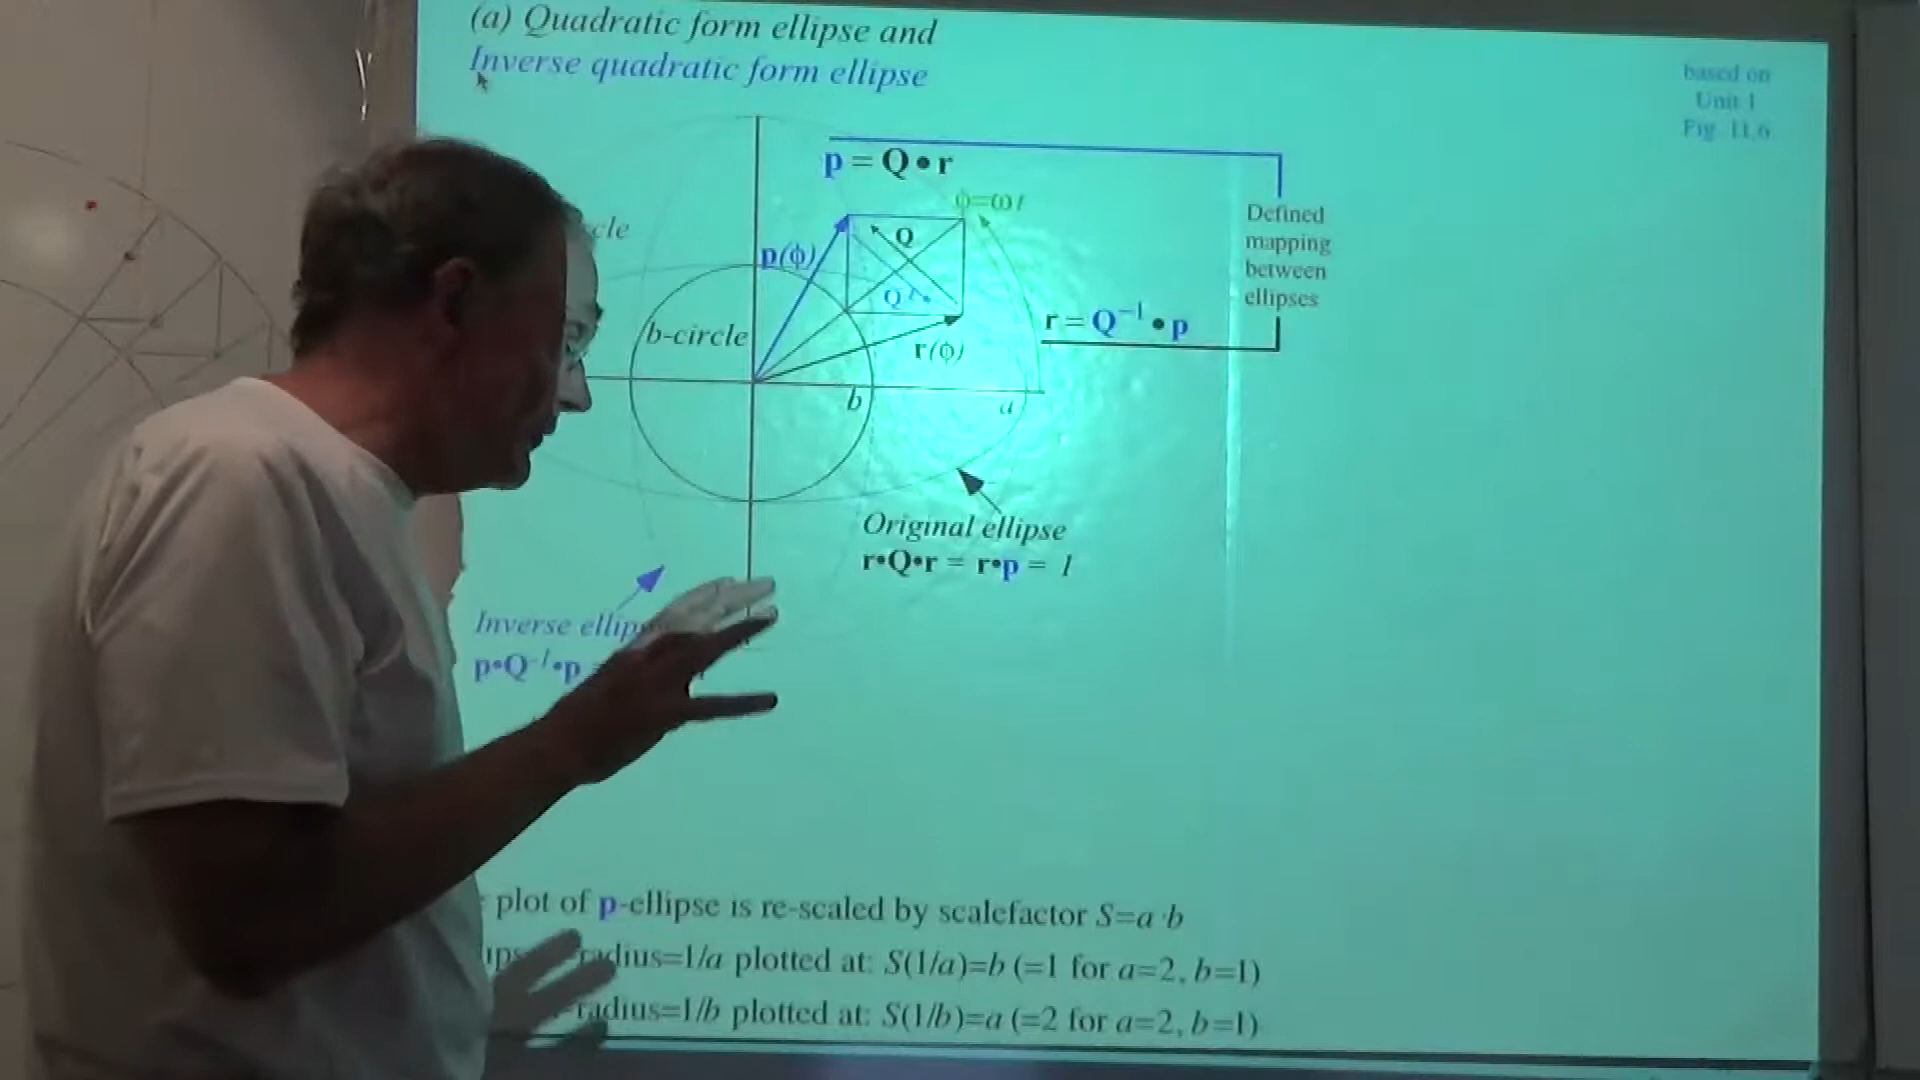 (a) Quadratic form ellipse and
Inverse quadratic form ellipse
based on
Unit 1
Fig. 11.6
p = Q•r
ϕ=ωt
Defined
mapping
between
ellipses
p(ϕ)
Q
b-circle
r = Q⁻¹•p
r(ϕ)
b
a
Original ellipse
r•Q•r = r•p = 1
Inverse
p•Q⁻¹•p =
plot of p-ellipse is re-scaled by scalefactor S=a·b
radius=1/a plotted at: S(1/a)=b (=1 for a=2, b=1)
radius=1/b plotted at: S(1/b)=a (=2 for a=2, b=1)